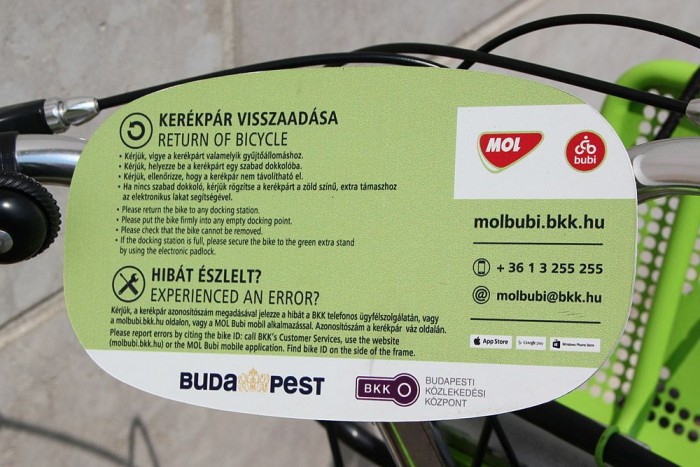 KERÉKPÁR VISSZAADÁSA
RETURN OF BICYCLE
• Kérjük, vigye a kerékpárt valamelyik gyűjtőállomáshoz.
• Kérjük, helyezze be a kerékpárt egy szabad dokkolóba.
• Kérjük, ellenőrizze, hogy a kerékpár nem távolítható el.
• Ha nincs szabad dokkoló, kérjük rögzítse a kerékpárt a zöld színű, extra támaszhoz
az elektronikus lakat segítségével.
• Please return the bike to any docking station.
• Please put the bike firmly into any empty docking point.
• Please check that the bike cannot be removed.
• If the docking station is full, please secure the bike to the green extra stand
by using the electronic padlock.
HIBÁT ÉSZLELT?
EXPERIENCED AN ERROR?
Kérjük, a kerékpár azonosítószám megadásával jelezze a hibát a BKK telefonos ügyfélszolgálatán, vagy
a molbubi.bkk.hu oldalon, vagy a MOL Bubi mobil alkalmazással. Azonosítószám a kerékpár váz oldalán.
Please report errors by citing the bike ID: call BKK's Customer Services, use the website
(molbubi.bkk.hu) or the MOL Bubi mobile application. Find bike ID on the side of the frame.
MOL
bubi
molbubi.bkk.hu
+ 36 1 3 255 255
molbubi@bkk.hu
App Store
Google play
Windows Phone Store
BUDAPEST
BKK
BUDAPESTI
KÖZLEKEDÉSI
KÖZPONT